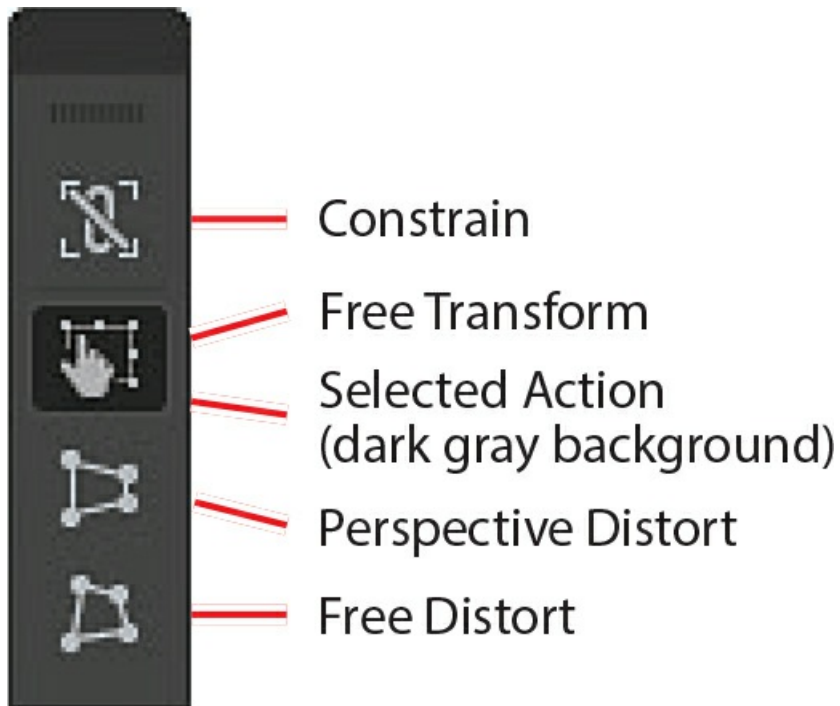 Constrain
Free Transform
Selected Action
(dark gray background)
Perspective Distort
Free Distort